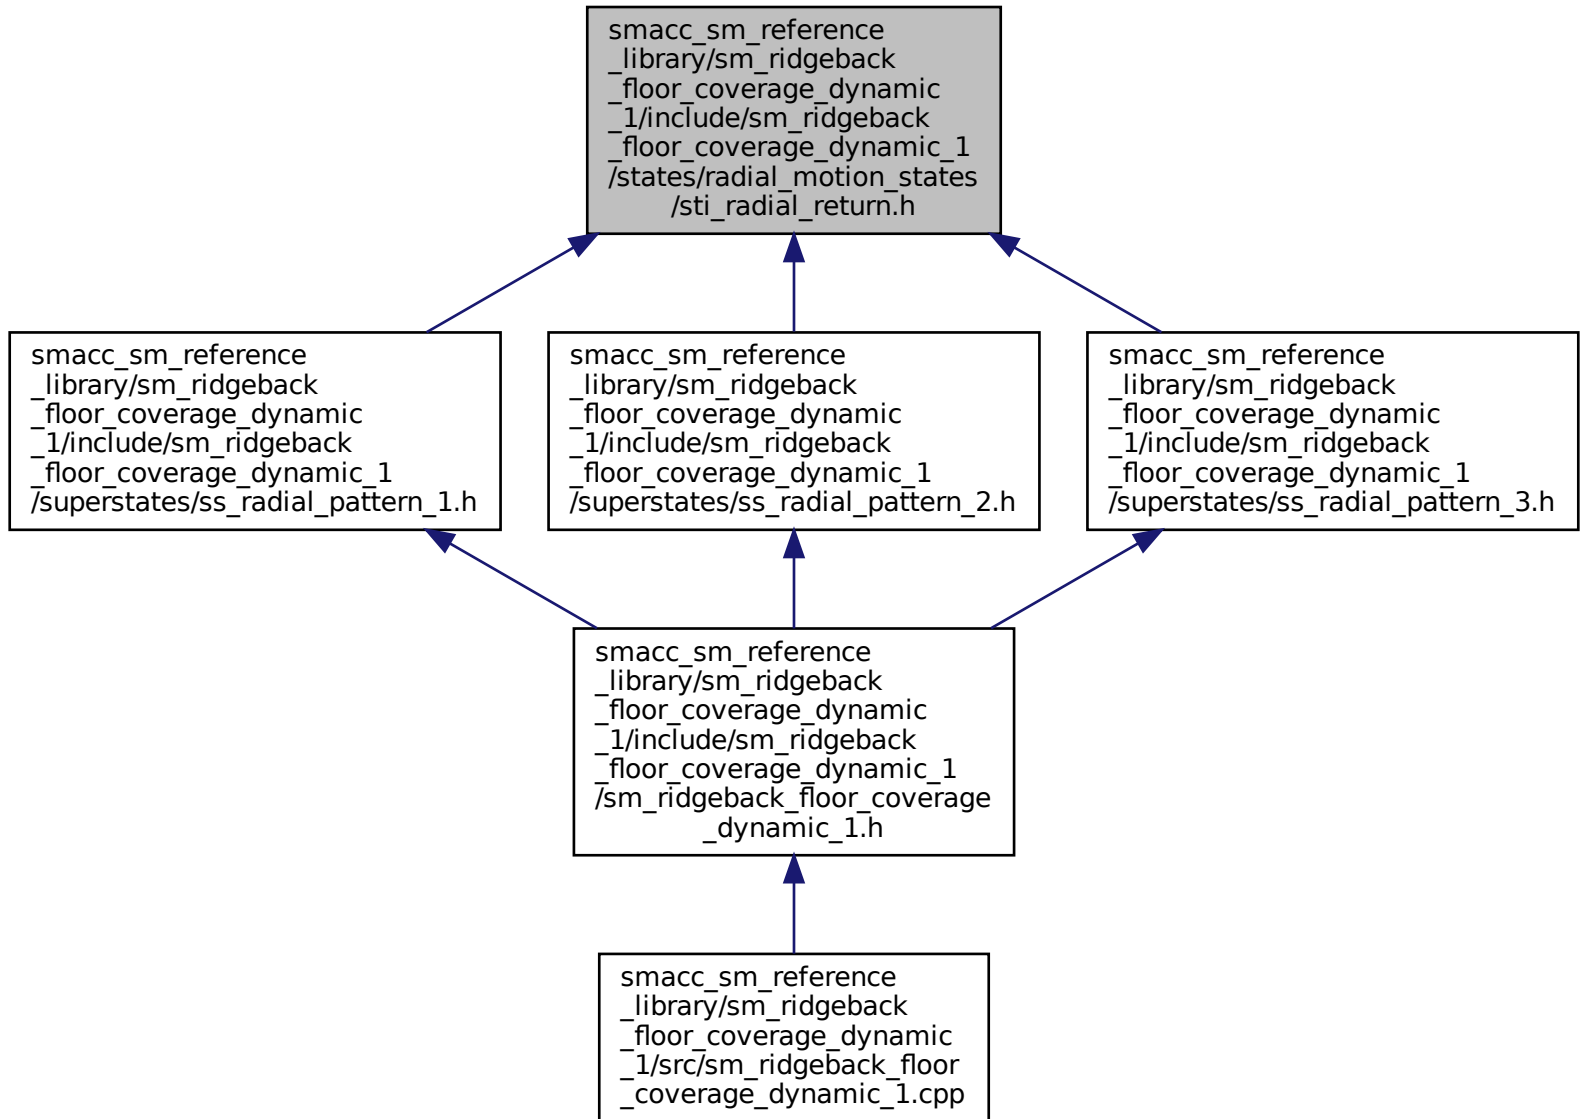 smacc_sm_reference
_library/sm_ridgeback
_floor_coverage_dynamic
_1/include/sm_ridgeback
_floor_coverage_dynamic_1
/states/radial_motion_states
/sti_radial_return.h
smacc_sm_reference
_library/sm_ridgeback
_floor_coverage_dynamic
_1/include/sm_ridgeback
_floor_coverage_dynamic_1
/superstates/ss_radial_pattern_1.h
smacc_sm_reference
_library/sm_ridgeback
_floor_coverage_dynamic
_1/include/sm_ridgeback
_floor_coverage_dynamic_1
/superstates/ss_radial_pattern_2.h
smacc_sm_reference
_library/sm_ridgeback
_floor_coverage_dynamic
_1/include/sm_ridgeback
_floor_coverage_dynamic_1
/superstates/ss_radial_pattern_3.h
smacc_sm_reference
_library/sm_ridgeback
_floor_coverage_dynamic
_1/include/sm_ridgeback
_floor_coverage_dynamic_1
/sm_ridgeback_floor_coverage
_dynamic_1.h
smacc_sm_reference
_library/sm_ridgeback
_floor_coverage_dynamic
_1/src/sm_ridgeback_floor
_coverage_dynamic_1.cpp